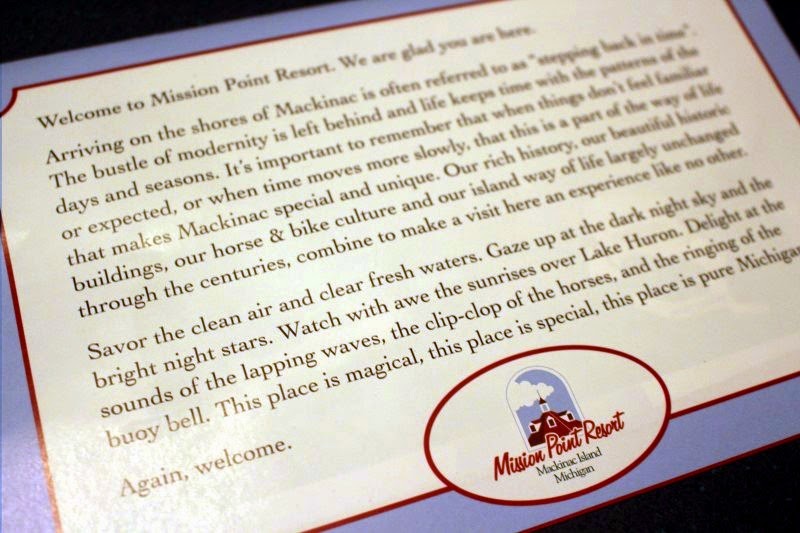 Welcome to Mission Point Resort. We are glad you are here.
Arriving on the shores of Mackinac is often referred to as "stepping back in time".
The bustle of modernity is left behind and life keeps time with the patterns of the
days and seasons. It's important to remember that when things don't feel familiar
or expected, or when time moves more slowly, that this is a part of the way of life
that makes Mackinac special and unique. Our rich history, our beautiful historic
buildings, our horse & bike culture and our island way of life largely unchanged
through the centuries, combine to make a visit here an experience like no other.
Savor the clean air and clear fresh waters. Gaze up at the dark night sky and the
bright night stars. Watch with awe the sunrises over Lake Huron. Delight at the
sounds of the lapping waves, the clip-clop of the horses, and the ringing of the
buoy bell. This place is magical, this place is special, this place is pure Michigan
Again, welcome.
Mission Point Resort
Mackinac Island
Michigan